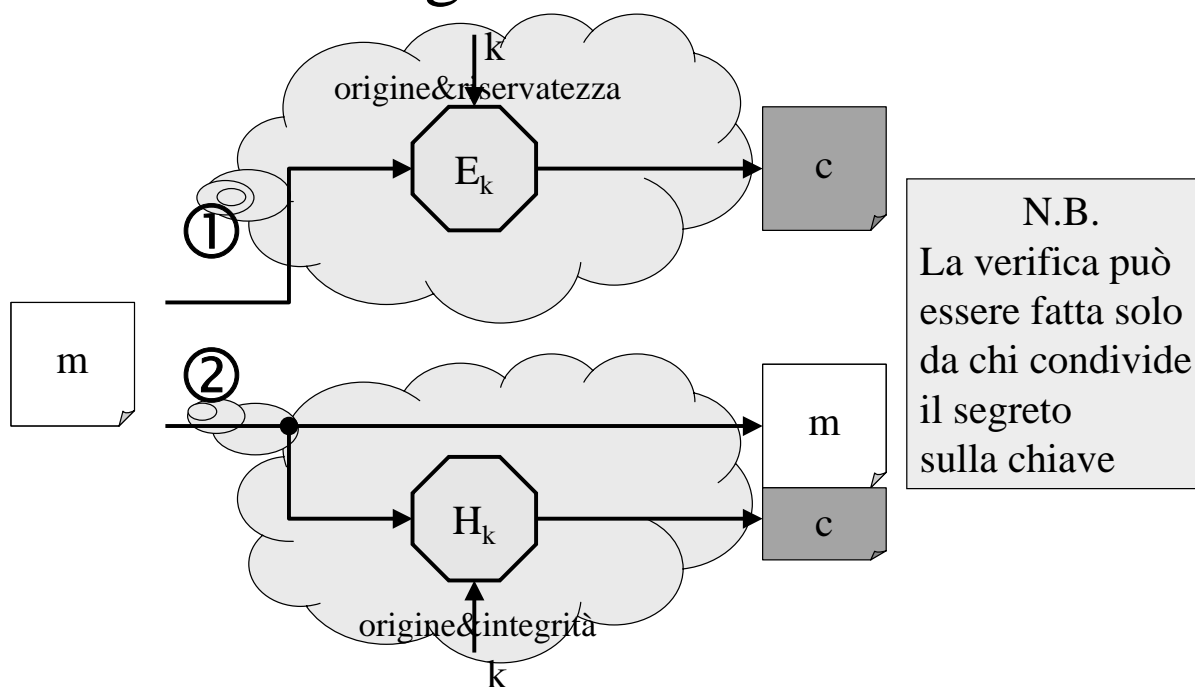 k
origine&riservatezza
E_k
c
①
m
②
m
H_k
c
origine&integrità
k
N.B.
La verifica può
essere fatta solo
da chi condivide
il segreto
sulla chiave